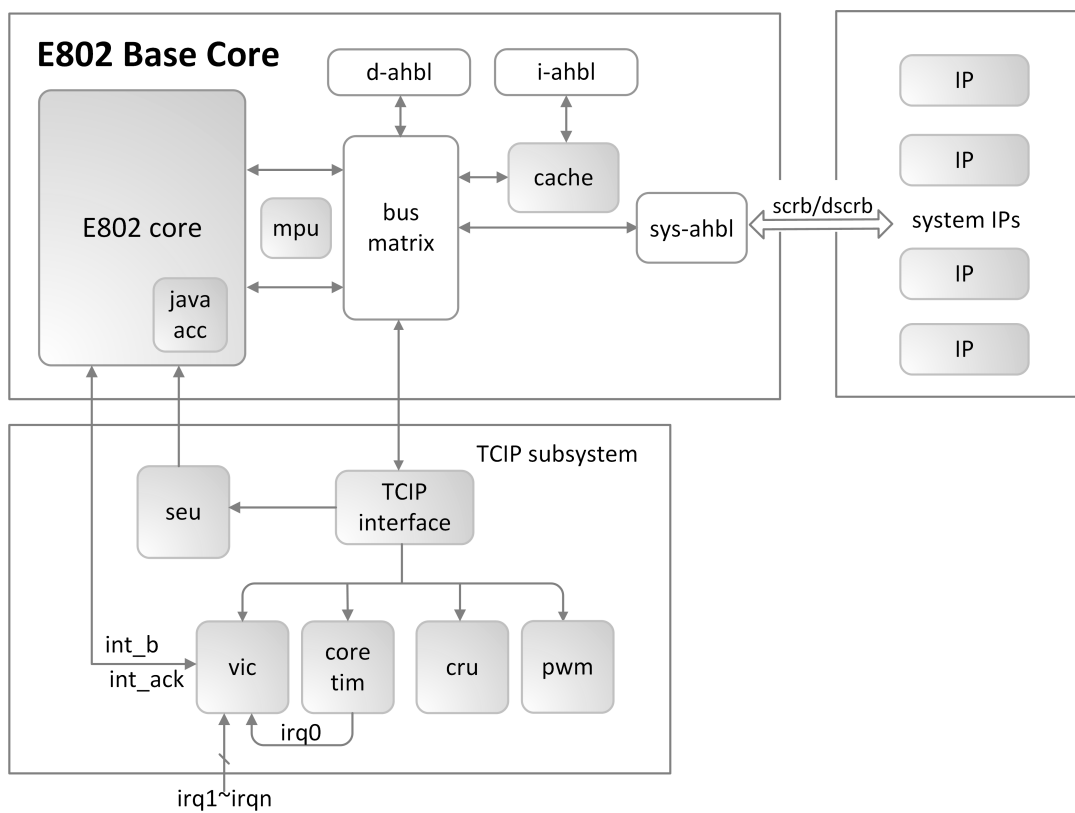 E802 Base Core
d-ahbl
i-ahbl
IP
IP
cache
E802 core
mpu
bus
matrix
sys-ahbl
scrb/dscrb
system IPs
IP
java
acc
IP
TCIP subsystem
seu
TCIP
interface
int_b
int_ack
vic
core
tim
cru
pwm
irq0
irq1~irqn